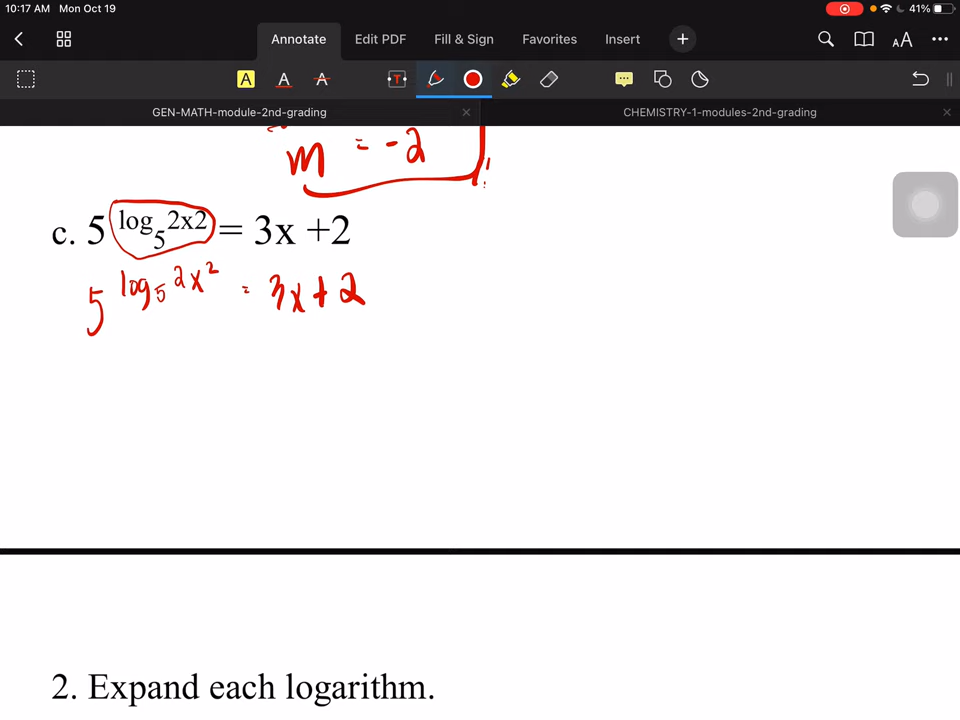 10:17 AM Mon Oct 19 41%
Annotate Edit PDF Fill & Sign Favorites Insert
GEN-MATH-module-2nd-grading CHEMISTRY-1-modules-2nd-grading
m = -2
c. 5 log5 2x2 = 3x +2
5 log5 2x² = 3x + 2
2. Expand each logarithm.